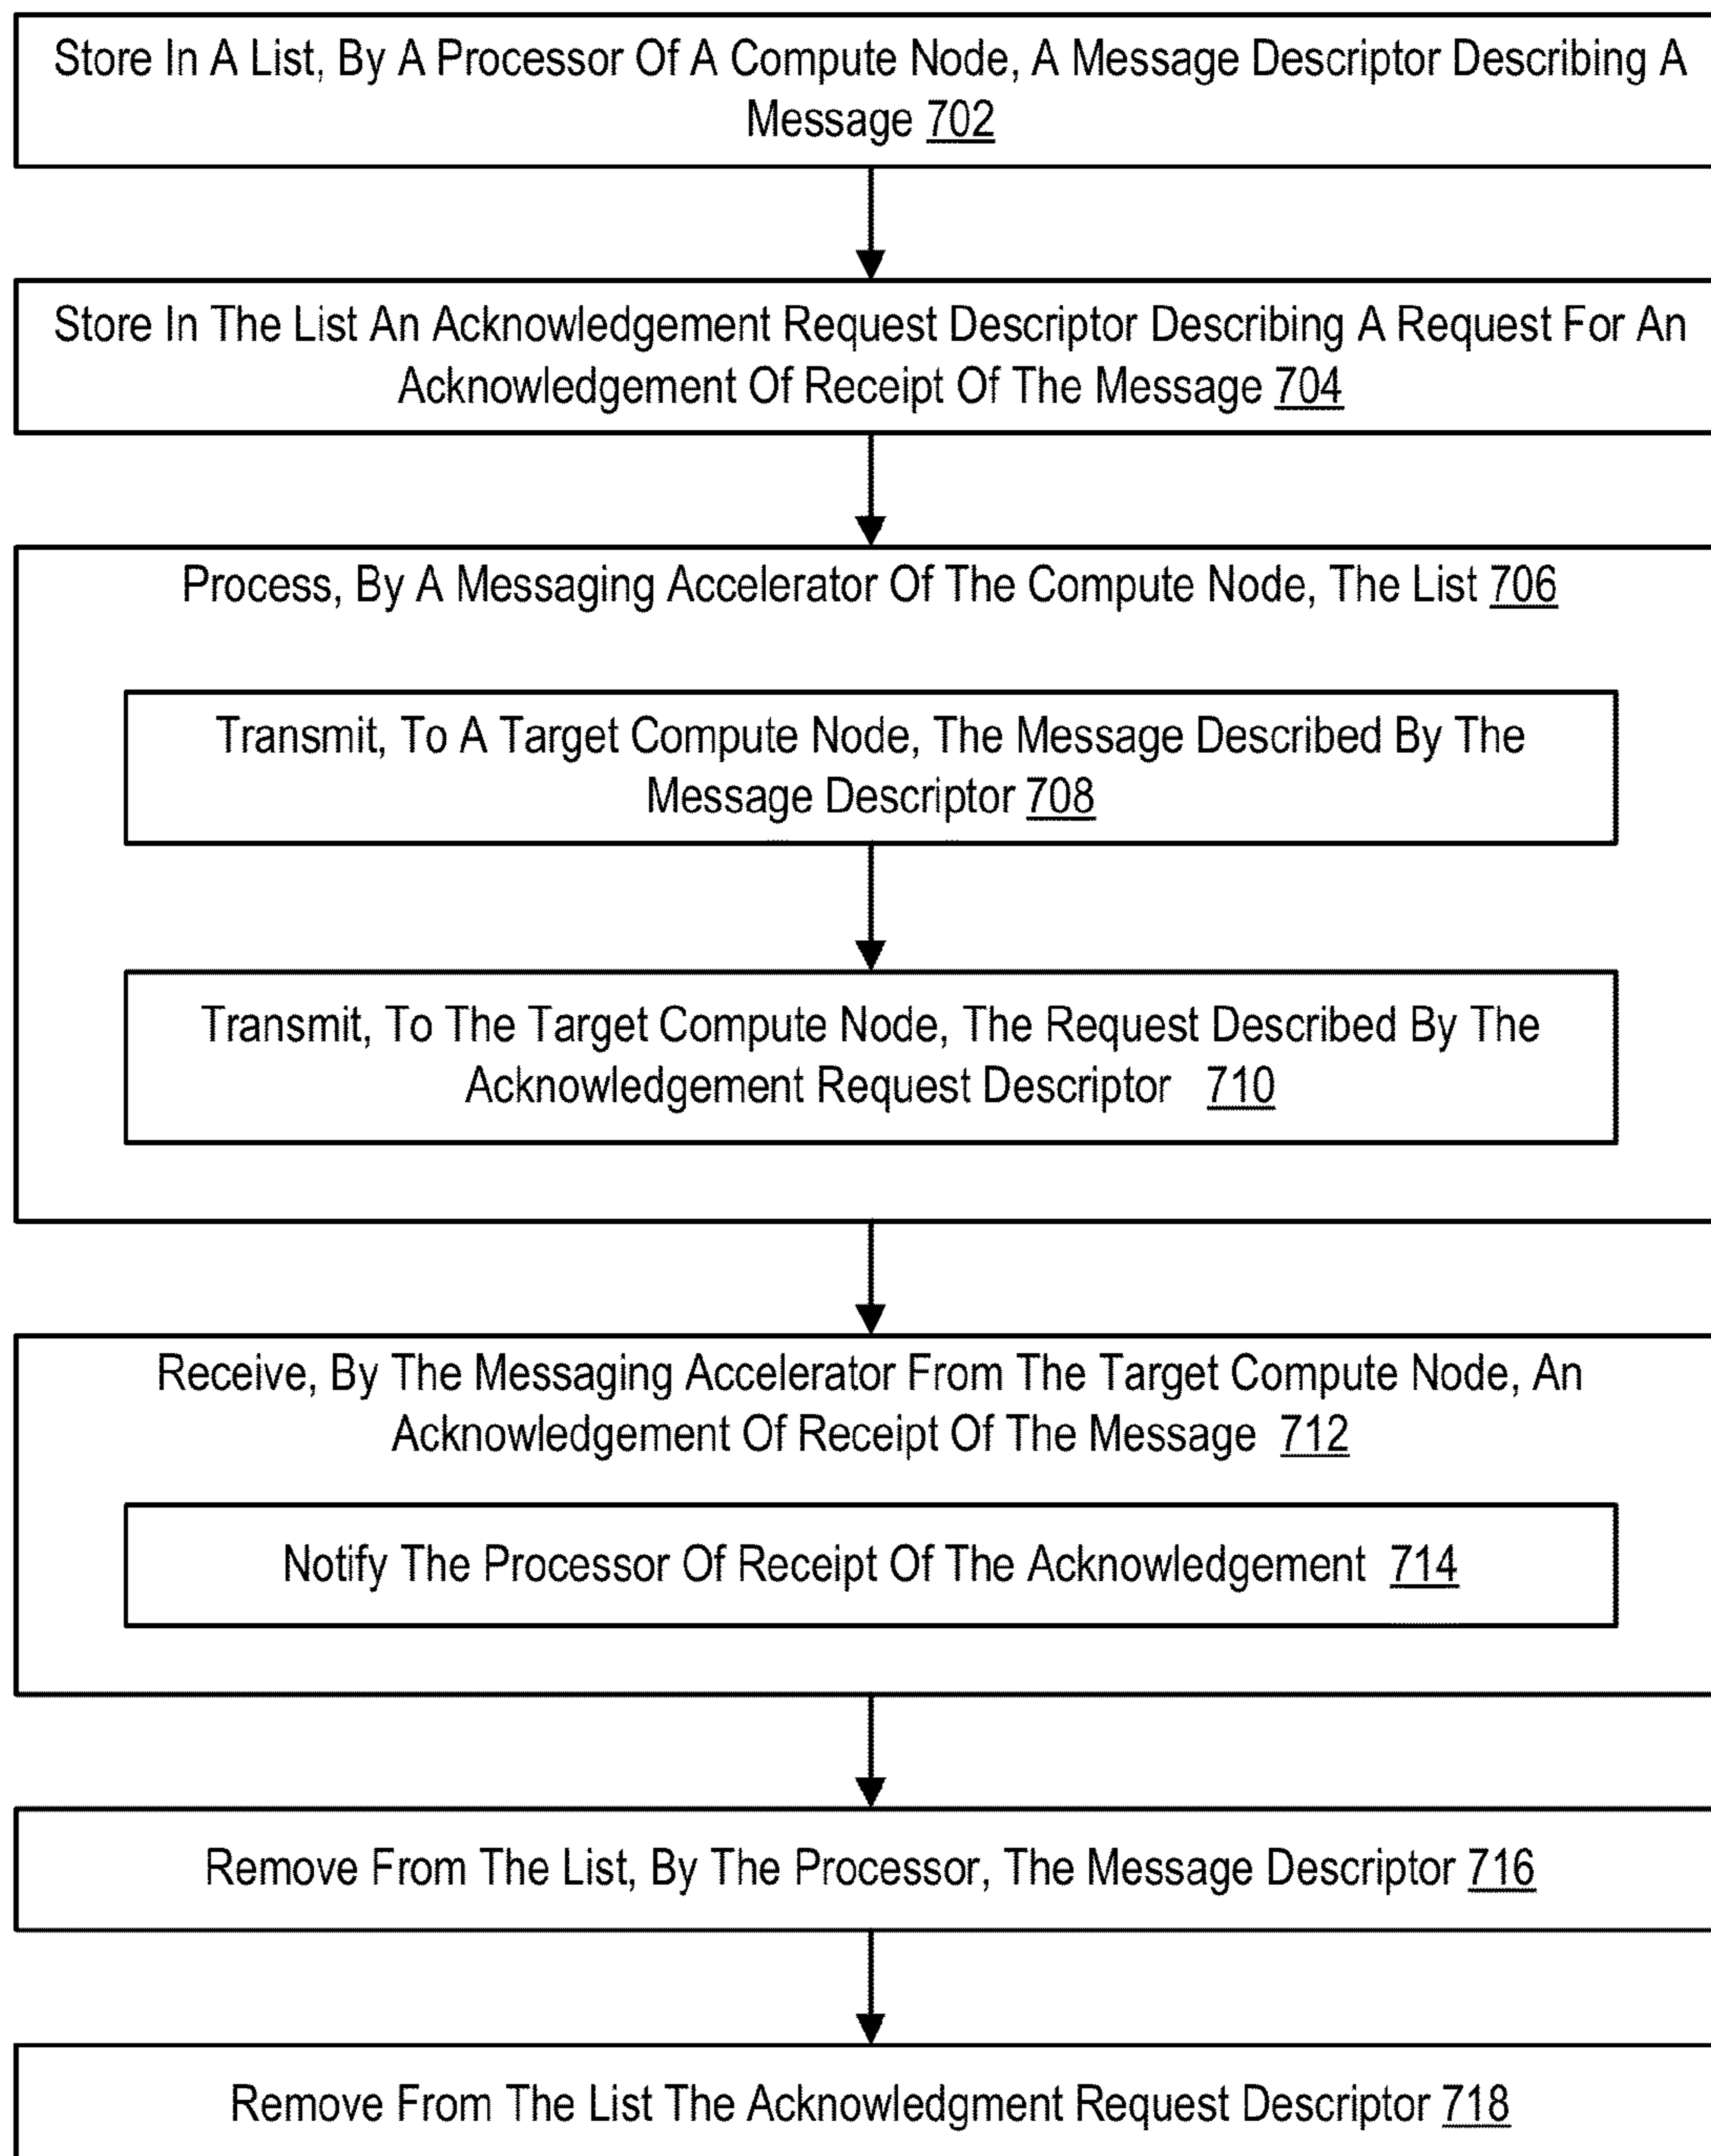 Store In A List, By A Processor Of A Compute Node, A Message Descriptor Describing A
Message 702
Store In The List An Acknowledgement Request Descriptor Describing A Request For An
Acknowledgement Of Receipt Of The Message 704
Process, By A Messaging Accelerator Of The Compute Node, The List 706
Transmit, To A Target Compute Node, The Message Described By The
Message Descriptor 708
Transmit, To The Target Compute Node, The Request Described By The
Acknowledgement Request Descriptor 710
Receive, By The Messaging Accelerator From The Target Compute Node, An
Acknowledgement Of Receipt Of The Message 712
Notify The Processor Of Receipt Of The Acknowledgement 714
Remove From The List, By The Processor, The Message Descriptor 716
Remove From The List The Acknowledgment Request Descriptor 718